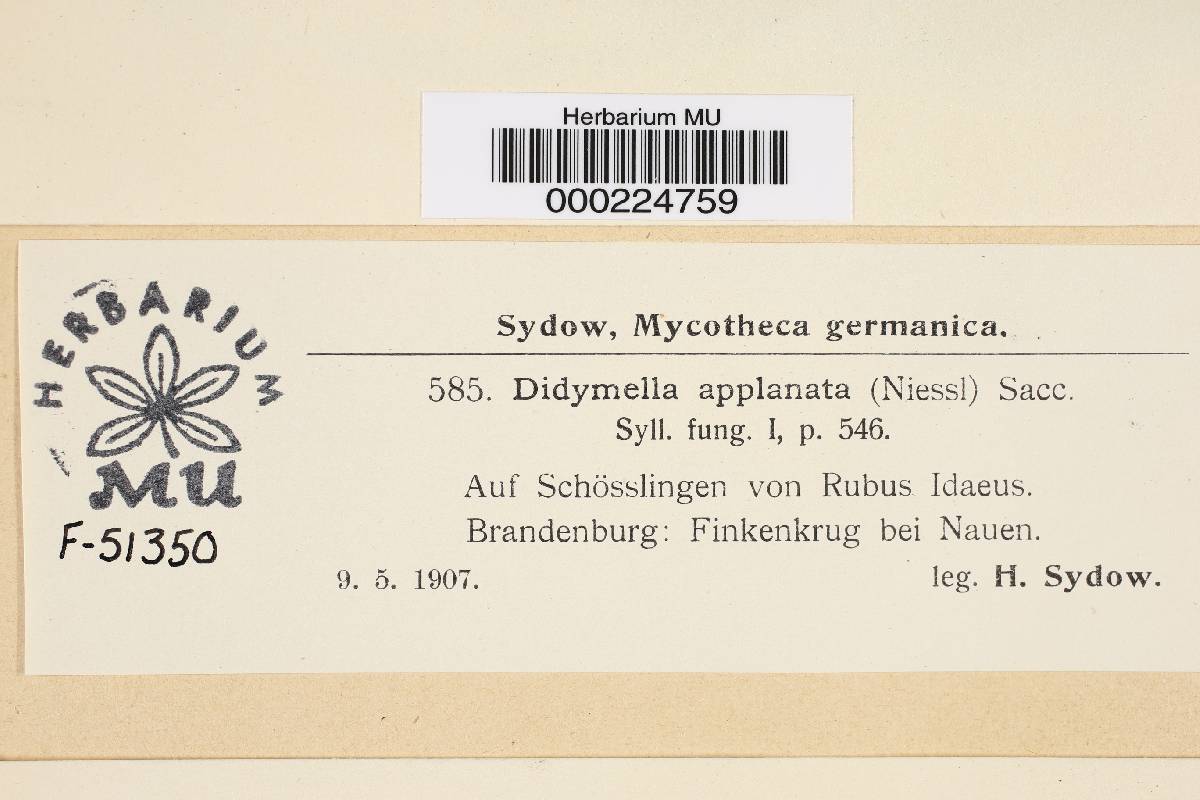 Herbarium MU
000224759
HERBARIUM
MU
F-51350
Sydow, Mycotheca germanica.
585. Didymella applanata (Niessl) Sacc.
Syll. fung. I, p. 546.
Auf Schösslingen von Rubus Idaeus.
Brandenburg: Finkenkrug bei Nauen.
9. 5. 1907. leg. H. Sydow.